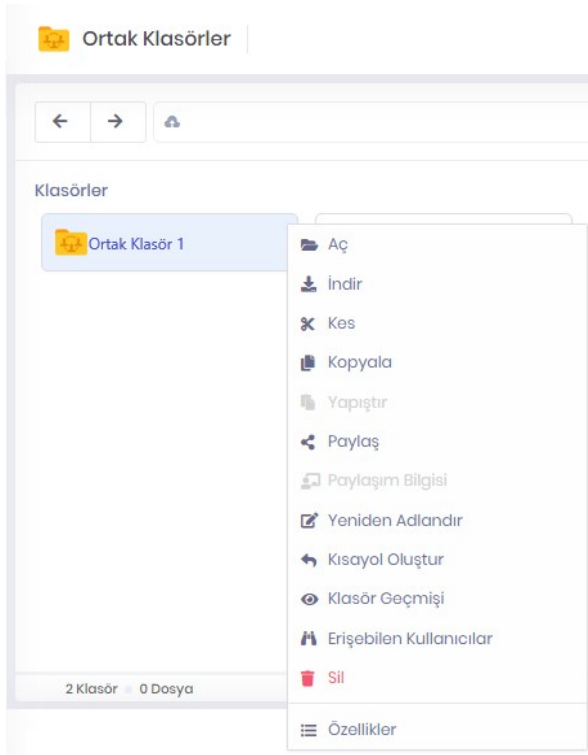 Ortak Klasörler
Klasörler
Ortak Klasör 1
Aç
İndir
Kes
Kopyala
Yapıştır
Paylaş
Paylaşım Bilgisi
Yeniden Adlandır
Kısayol Oluştur
Klasör Geçmişi
Erişebilen Kullanıcılar
Sil
Özellikler
2 Klasör 0 Dosya